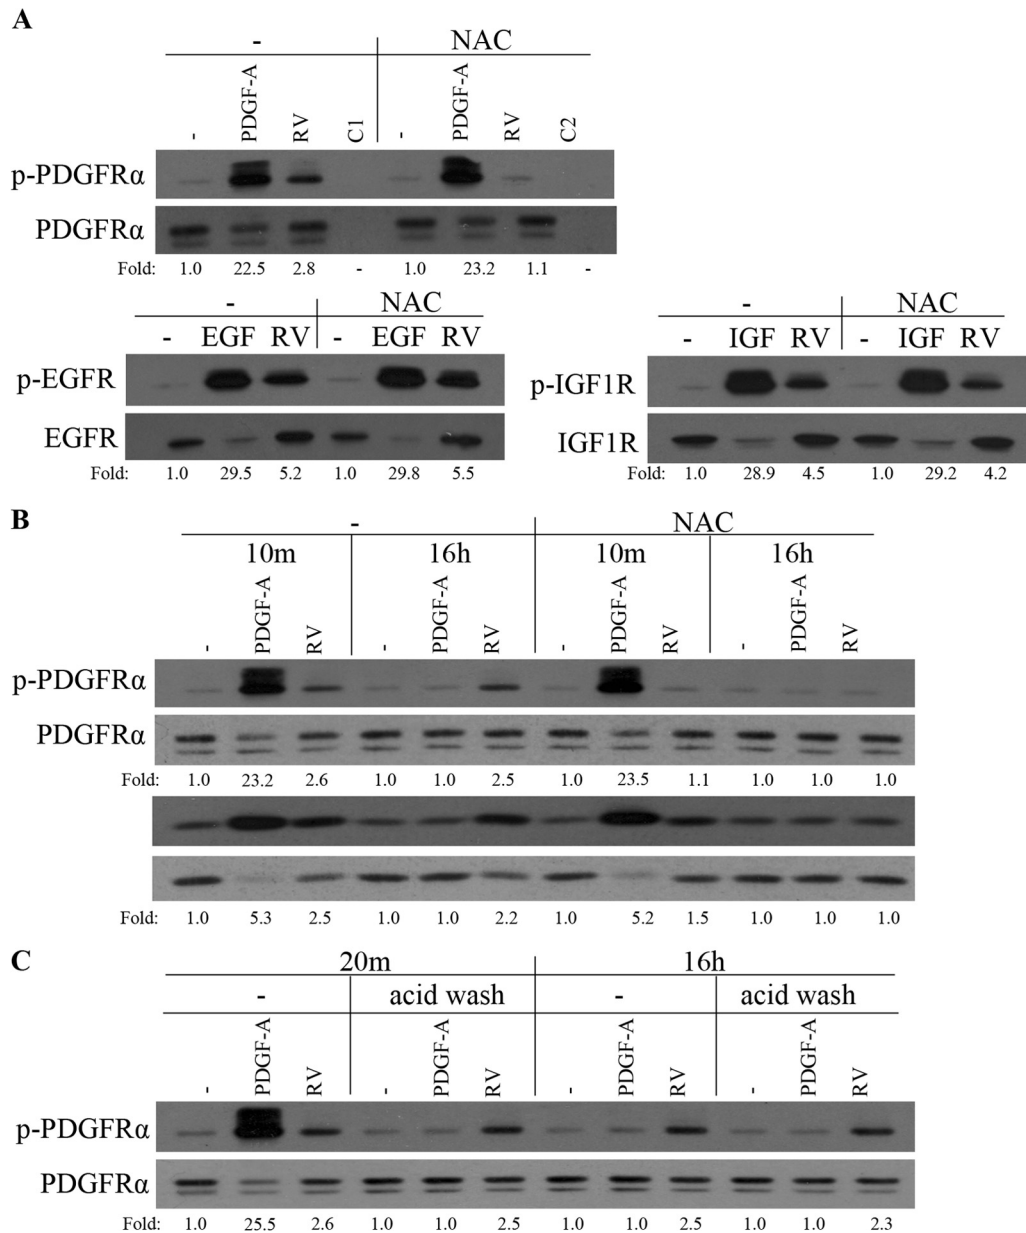 A
- NAC
- PDGF-A RV C1 - PDGF-A RV C2
p-PDGFRα
PDGFRα
Fold: 1.0 22.5 2.8 - 1.0 23.2 1.1 -
- NAC
- EGF RV - EGF RV
p-EGFR
EGFR
Fold: 1.0 29.5 5.2 1.0 29.8 5.5
- NAC
- IGF RV - IGF RV
p-IGF1R
IGF1R
Fold: 1.0 28.9 4.5 1.0 29.2 4.2
B
- NAC
10m 16h 10m 16h
- PDGF-A RV - PDGF-A RV - PDGF-A RV - PDGF-A RV
p-PDGFRα
PDGFRα
Fold: 1.0 23.2 2.6 1.0 1.0 2.5 1.0 23.5 1.1 1.0 1.0 1.0
Fold: 1.0 5.3 2.5 1.0 1.0 2.2 1.0 5.2 1.5 1.0 1.0 1.0
C
20m 16h
- acid wash - acid wash
- PDGF-A RV - PDGF-A RV - PDGF-A RV - PDGF-A RV
p-PDGFRα
PDGFRα
Fold: 1.0 25.5 2.6 1.0 1.0 2.5 1.0 1.0 2.5 1.0 1.0 2.3